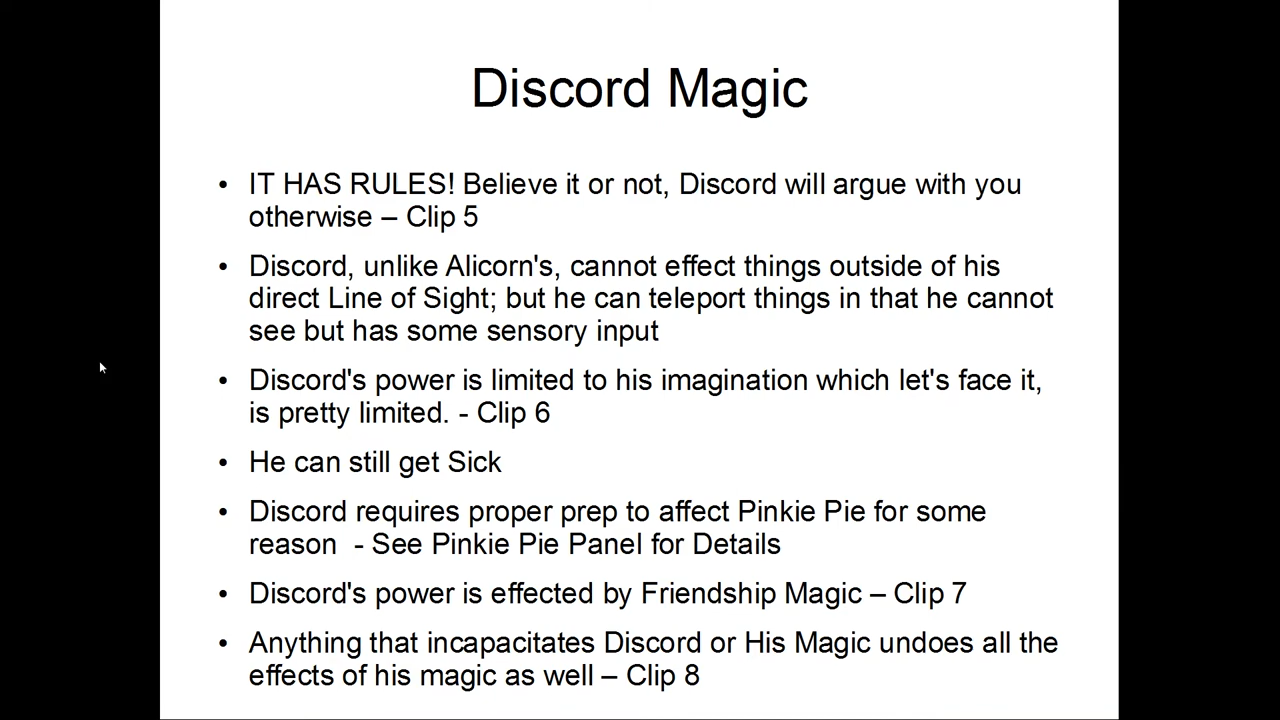 Discord Magic
• IT HAS RULES! Believe it or not, Discord will argue with you
otherwise – Clip 5
• Discord, unlike Alicorn's, cannot effect things outside of his
direct Line of Sight; but he can teleport things in that he cannot
see but has some sensory input
• Discord's power is limited to his imagination which let's face it,
is pretty limited. - Clip 6
• He can still get Sick
• Discord requires proper prep to affect Pinkie Pie for some
reason  - See Pinkie Pie Panel for Details
• Discord's power is effected by Friendship Magic – Clip 7
• Anything that incapacitates Discord or His Magic undoes all the
effects of his magic as well – Clip 8